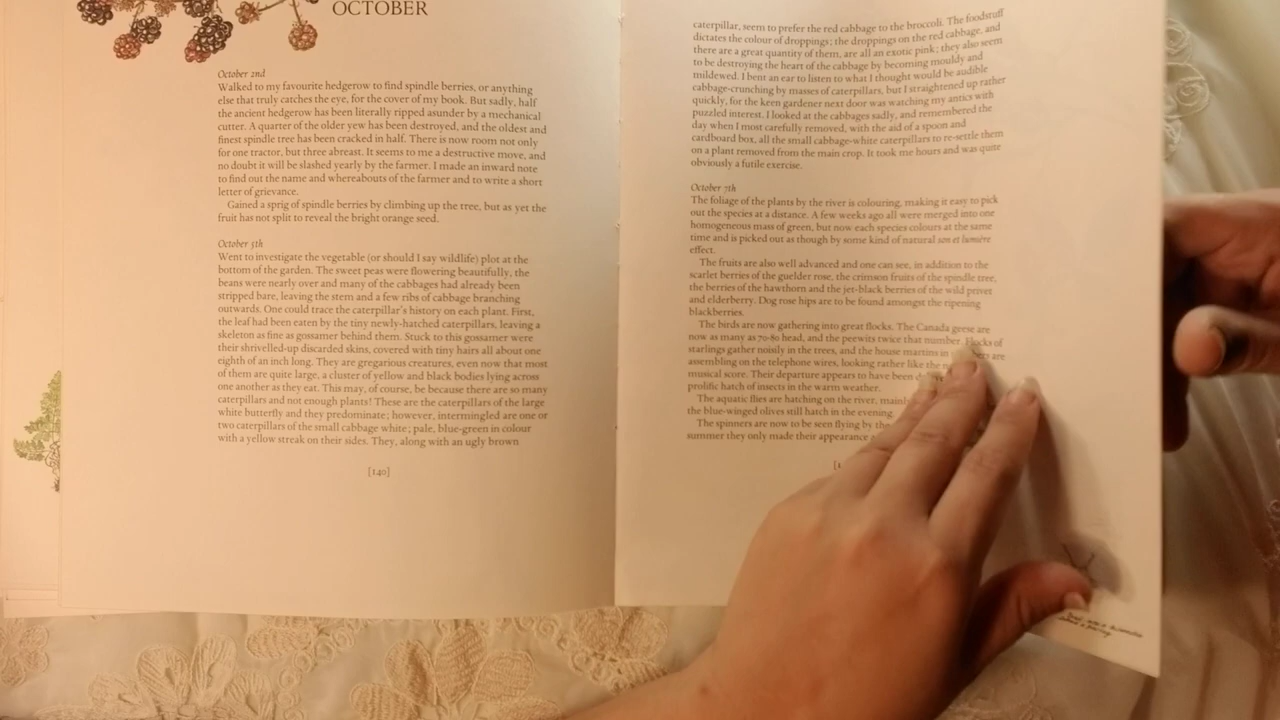 OCTOBER
October 2nd
Walked to my favourite hedgerow to find spindle berries, or anything
else that truly catches the eye, for the cover of my book. But sadly, half
the ancient hedgerow has been literally ripped asunder by a mechanical
cutter. A quarter of the older yew has been destroyed, and the oldest and
finest spindle tree has been cracked in half. There is now room not only
for one tractor, but three abreast. It seems to me a destructive move, and
no doubt it will be slashed yearly by the farmer. I made an inward note
to find out the name and whereabouts of the farmer and to write a short
letter of grievance.
Gained a sprig of spindle berries by climbing up the tree, but as yet the
fruit has not split to reveal the bright orange seed.
October 5th
Went to investigate the vegetable (or should I say wildlife) plot at the
bottom of the garden. The sweet peas were flowering beautifully, the
beans were nearly over and many of the cabbages had already been
stripped bare, leaving the stem and a few ribs of cabbage branching
outwards. One could trace the caterpillar's history on each plant. First,
the leaf had been eaten by the tiny newly-hatched caterpillars, leaving a
skeleton as fine as gossamer behind them. Stuck to this gossamer were
their shrivelled-up discarded skins, covered with tiny hairs all about one
eighth of an inch long. They are gregarious creatures, even now that most
of them are quite large, a cluster of yellow and black bodies lying across
one another as they eat. This may, of course, be because there are so many
caterpillars and not enough plants! These are the caterpillars of the large
white butterfly and they predominate; however, intermingled are one or
two caterpillars of the small cabbage white; pale, blue-green in colour
with a yellow streak on their sides. They, along with an ugly brown
[140]
caterpillar, seem to prefer the red cabbage to the broccoli. The foodstuff
dictates the colour of droppings; the droppings on the red cabbage, and
there are a great quantity of them, are all an exotic pink; they also seem
to be destroying the heart of the cabbage by becoming mouldy and
mildewed. I bent an ear to listen to what I thought would be audible
cabbage-crunching by masses of caterpillars, but I straightened up rather
quickly, for the keen gardener next door was watching my antics with
puzzled interest. I looked at the cabbages sadly, and remembered the
day when I most carefully removed, with the aid of a spoon and
cardboard box, all the small cabbage-white caterpillars to re-settle them
on a plant removed from the main crop. It took me hours and was quite
obviously a futile exercise.
October 7th
The foliage of the plants by the river is colouring, making it easy to pick
out the species at a distance. A few weeks ago all were merged into one
homogeneous mass of green, but now each species colours at the same
time and is picked out as though by some kind of natural son et lumière
effect.
The fruits are also well advanced and one can see, in addition to the
scarlet berries of the guelder rose, the crimson fruits of the spindle tree,
the berries of the hawthorn and the jet-black berries of the wild privet
and elderberry. Dog rose hips are to be found amongst the ripening
blackberries.
The birds are now gathering into great flocks. The Canada geese are
now as many as 70-80 head, and the peewits twice that number. Flocks of
starlings gather noisily in the trees, and the house martins in are
assembling on the telephone wires, looking rather like the
musical score. Their departure appears to have been
prolific hatch of insects in the warm weather.
The aquatic flies are hatching on the river, mainly
the blue-winged olives still hatch in the evening.
The spinners are now to be seen flying by the
summer they only made their appearance